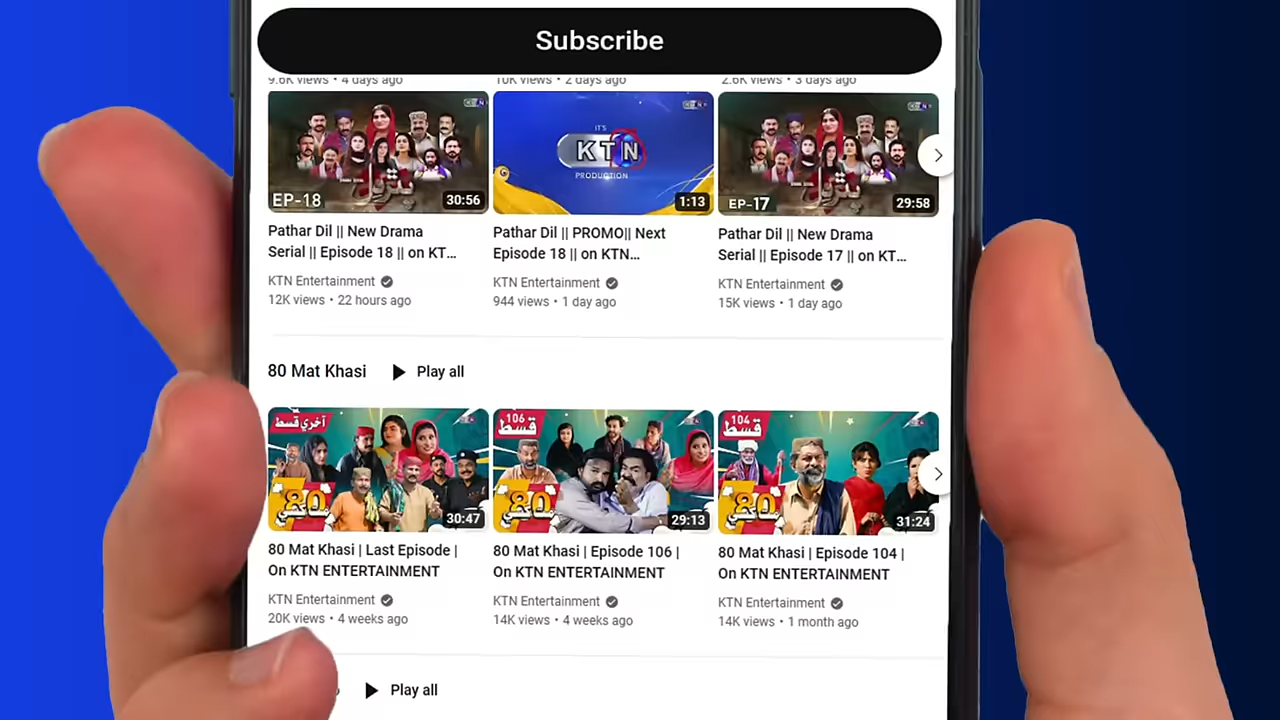 Subscribe
9.6K views • 4 days ago
10K views • 2 days ago
2.6K views • 3 days ago
KTN
EP-18
30:56
IT'S
KTN
PRODUCTION
1:13
EP-17
29:58
Pathar Dil || New Drama
Serial || Episode 18 || on KT...
KTN Entertainment
12K views • 22 hours ago
Pathar Dil || PROMO|| Next
Episode 18 || on KTN...
KTN Entertainment
944 views • 1 day ago
Pathar Dil || New Drama
Serial || Episode 17 || on KT...
KTN Entertainment
15K views • 1 day ago
80 Mat Khasi
Play all
آخري قسط
80
30:47
106
قسط
80
29:13
104
قسط
80
31:24
80 Mat Khasi | Last Episode |
On KTN ENTERTAINMENT
KTN Entertainment
20K views • 4 weeks ago
80 Mat Khasi | Episode 106 |
On KTN ENTERTAINMENT
KTN Entertainment
14K views • 4 weeks ago
80 Mat Khasi | Episode 104 |
On KTN ENTERTAINMENT
KTN Entertainment
14K views • 1 month ago
Play all